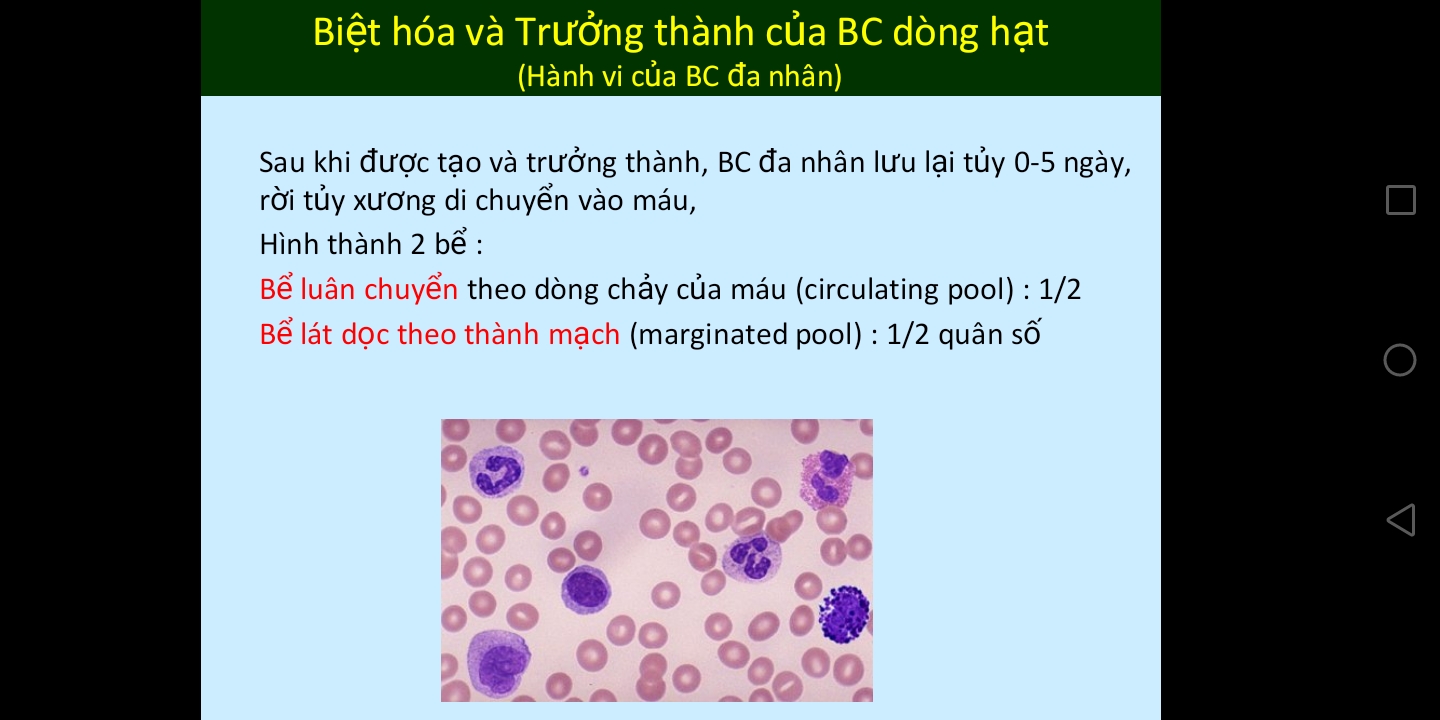 Biệt hóa và Trưởng thành của BC dòng hạt
(Hành vi của BC đa nhân)
Sau khi được tạo và trưởng thành, BC đa nhân lưu lại tủy 0-5 ngày,
rời tủy xương di chuyển vào máu,
Hình thành 2 bể :
Bể luân chuyển theo dòng chảy của máu (circulating pool) : 1/2
Bể lát dọc theo thành mạch (marginated pool) : 1/2 quân số